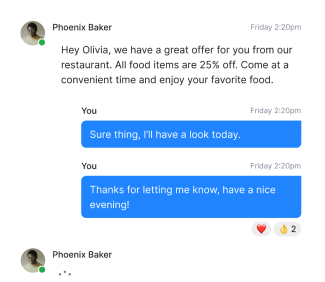 Phoenix Baker Friday 2:20pm
Hey Olivia, we have a great offer for you from our
restaurant. All food items are 25% off. Come at a
convenient time and enjoy your favorite food.
You Friday 2:20pm
Sure thing, I'll have a look today.
You Friday 2:20pm
Thanks for letting me know, have a nice
evening!
❤️ 👌 2
Phoenix Baker